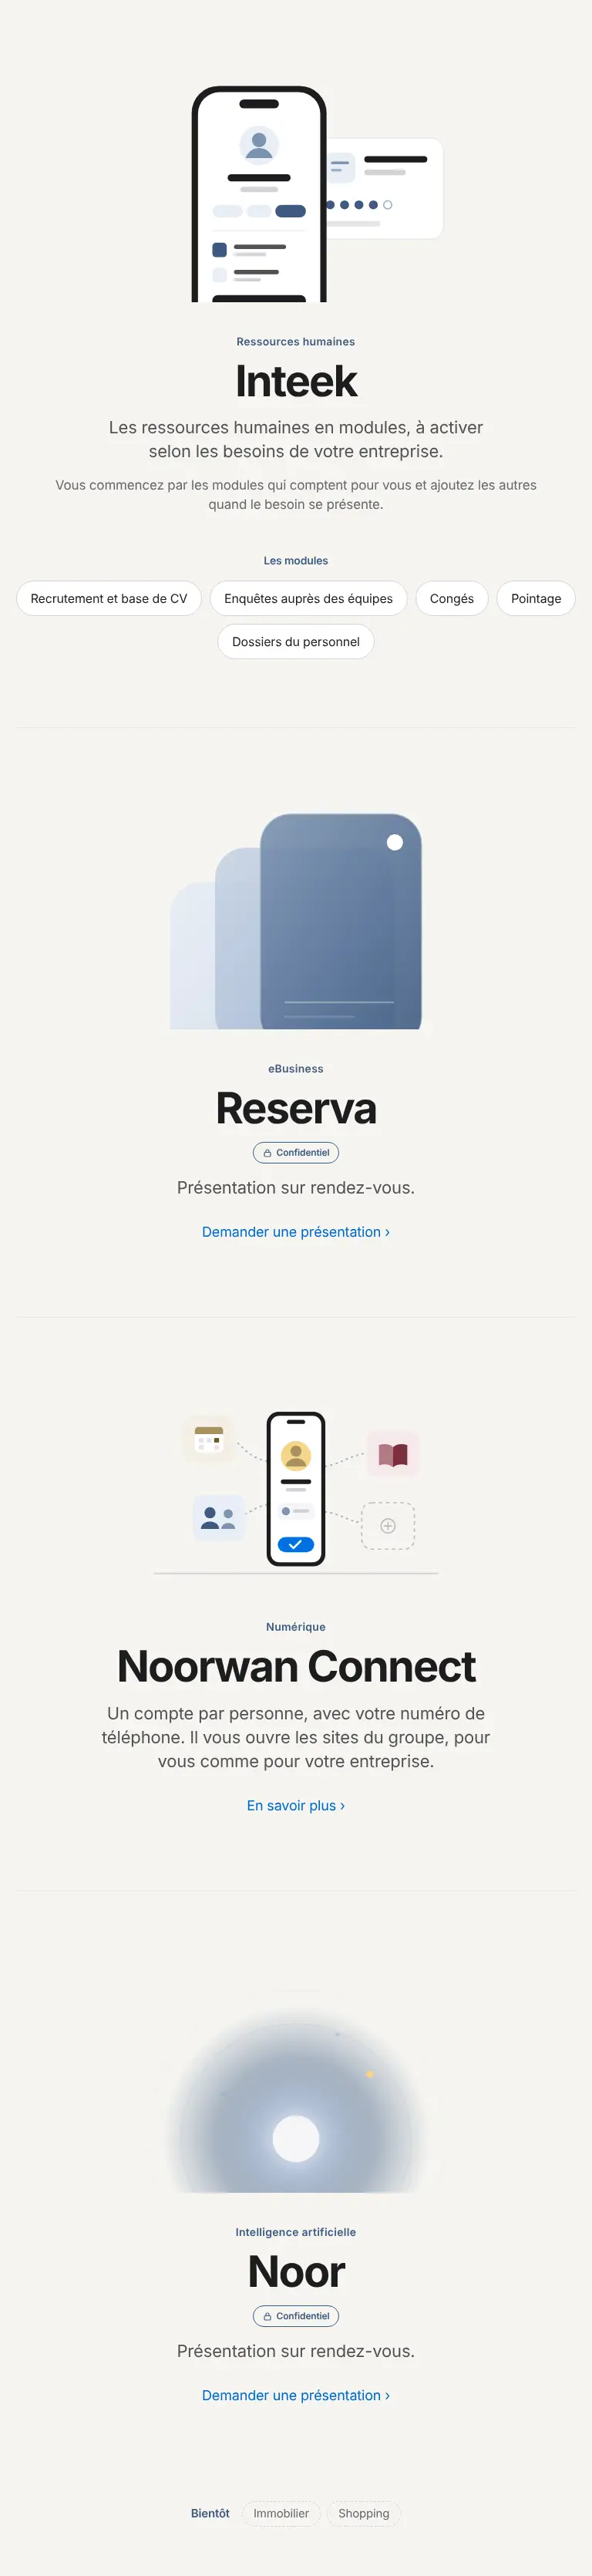 Ressources humaines
Inteek
Les ressources humaines en modules, à activer
selon les besoins de votre entreprise.
Vous commencez par les modules qui comptent pour vous et ajoutez les autres
quand le besoin se présente.
Les modules
Recrutement et base de CV Enquêtes auprès des équipes Congés Pointage
Dossiers du personnel
eBusiness
Reserva
Confidentiel
Présentation sur rendez-vous.
Demander une présentation ›
Numérique
Noorwan Connect
Un compte par personne, avec votre numéro de
téléphone. Il vous ouvre les sites du groupe, pour
vous comme pour votre entreprise.
En savoir plus ›
Intelligence artificielle
Noor
Confidentiel
Présentation sur rendez-vous.
Demander une présentation ›
Bientôt Immobilier Shopping